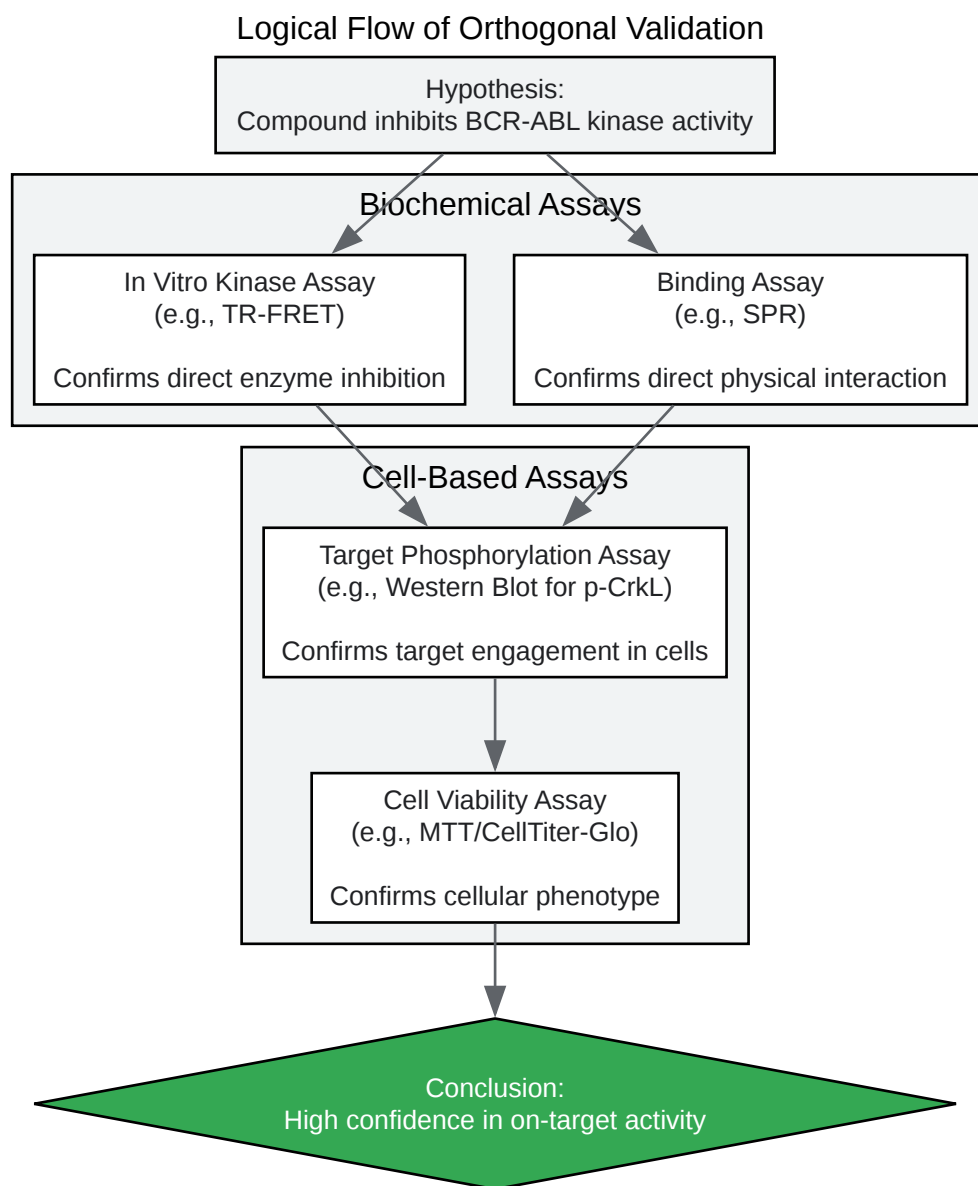 Logical Flow of Orthogonal Validation
Hypothesis:
Compound inhibits BCR-ABL kinase activity
Biochemical Assays
In Vitro Kinase Assay
(e.g., TR-FRET)
Confirms direct enzyme inhibition
Binding Assay
(e.g., SPR)
Confirms direct physical interaction
Cell-Based Assays
Target Phosphorylation Assay
(e.g., Western Blot for p-CrkL)
Confirms target engagement in cells
Cell Viability Assay
(e.g., MTT/CellTiter-Glo)
Confirms cellular phenotype
Conclusion:
High confidence in on-target activity